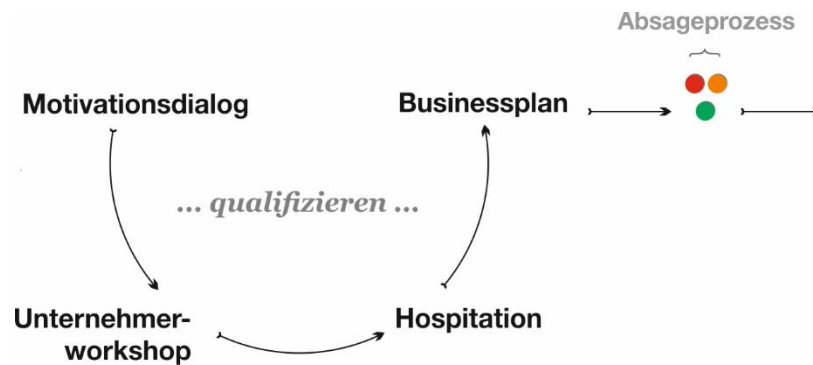 Absageprozess
Motivationsdialog
Businessplan
... qualifizieren ...
Unternehmer-
workshop
Hospitation